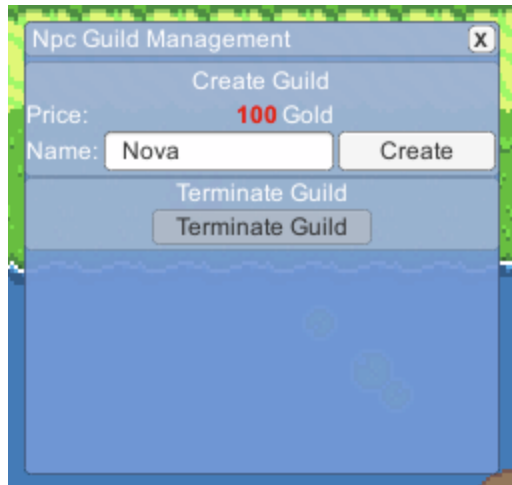 Npc Guild Management X
Create Guild
Price: 100 Gold
Name: Nova Create
Terminate Guild
Terminate Guild